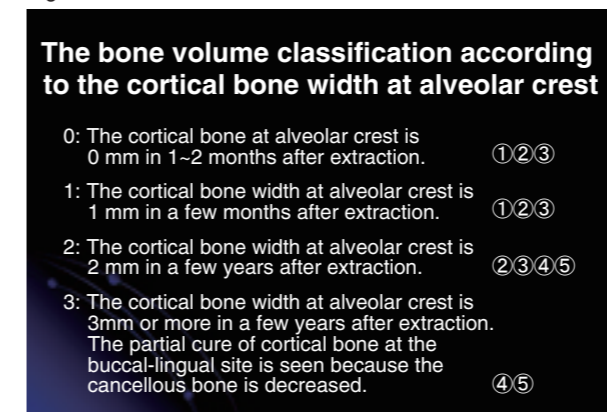 The bone volume classification according
to the cortical bone width at alveolar crest
0: The cortical bone at alveolar crest is
0 mm in 1~2 months after extraction. ①②③
1: The cortical bone width at alveolar crest is
1 mm in a few months after extraction. ①②③
2: The cortical bone width at alveolar crest is
2 mm in a few years after extraction. ②③④⑤
3: The cortical bone width at alveolar crest is
3mm or more in a few years after extraction.
The partial cure of cortical bone at the
buccal-lingual site is seen because the
cancellous bone is decreased. ④⑤